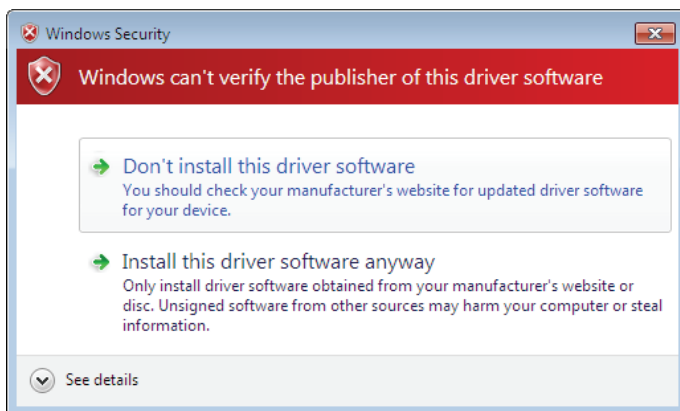 Windows Security
Windows can't verify the publisher of this driver software
Don't install this driver software
You should check your manufacturer's website for updated driver software
for your device.
Install this driver software anyway
Only install driver software obtained from your manufacturer's website or
disc. Unsigned software from other sources may harm your computer or steal
information.
See details